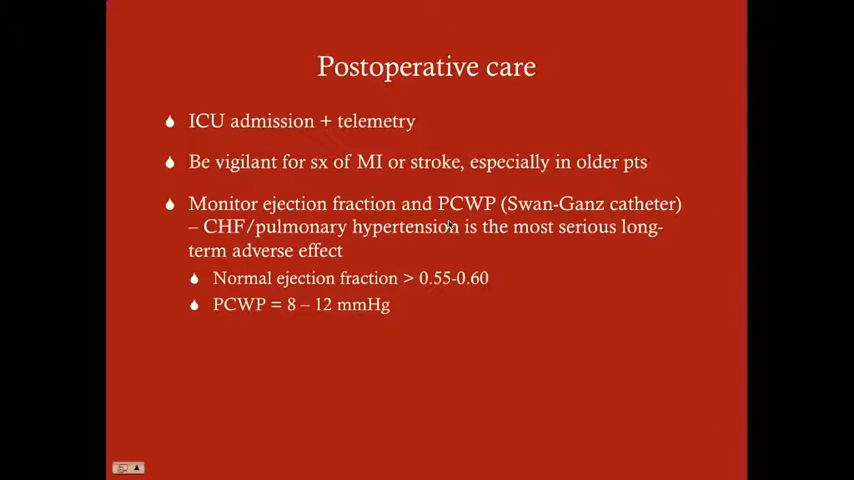 Postoperative care
ICU admission + telemetry
Be vigilant for sx of MI or stroke, especially in older pts
Monitor ejection fraction and PCWP (Swan-Ganz catheter)
– CHF/pulmonary hypertension is the most serious long-
term adverse effect
Normal ejection fraction > 0.55-0.60
PCWP = 8 – 12 mmHg